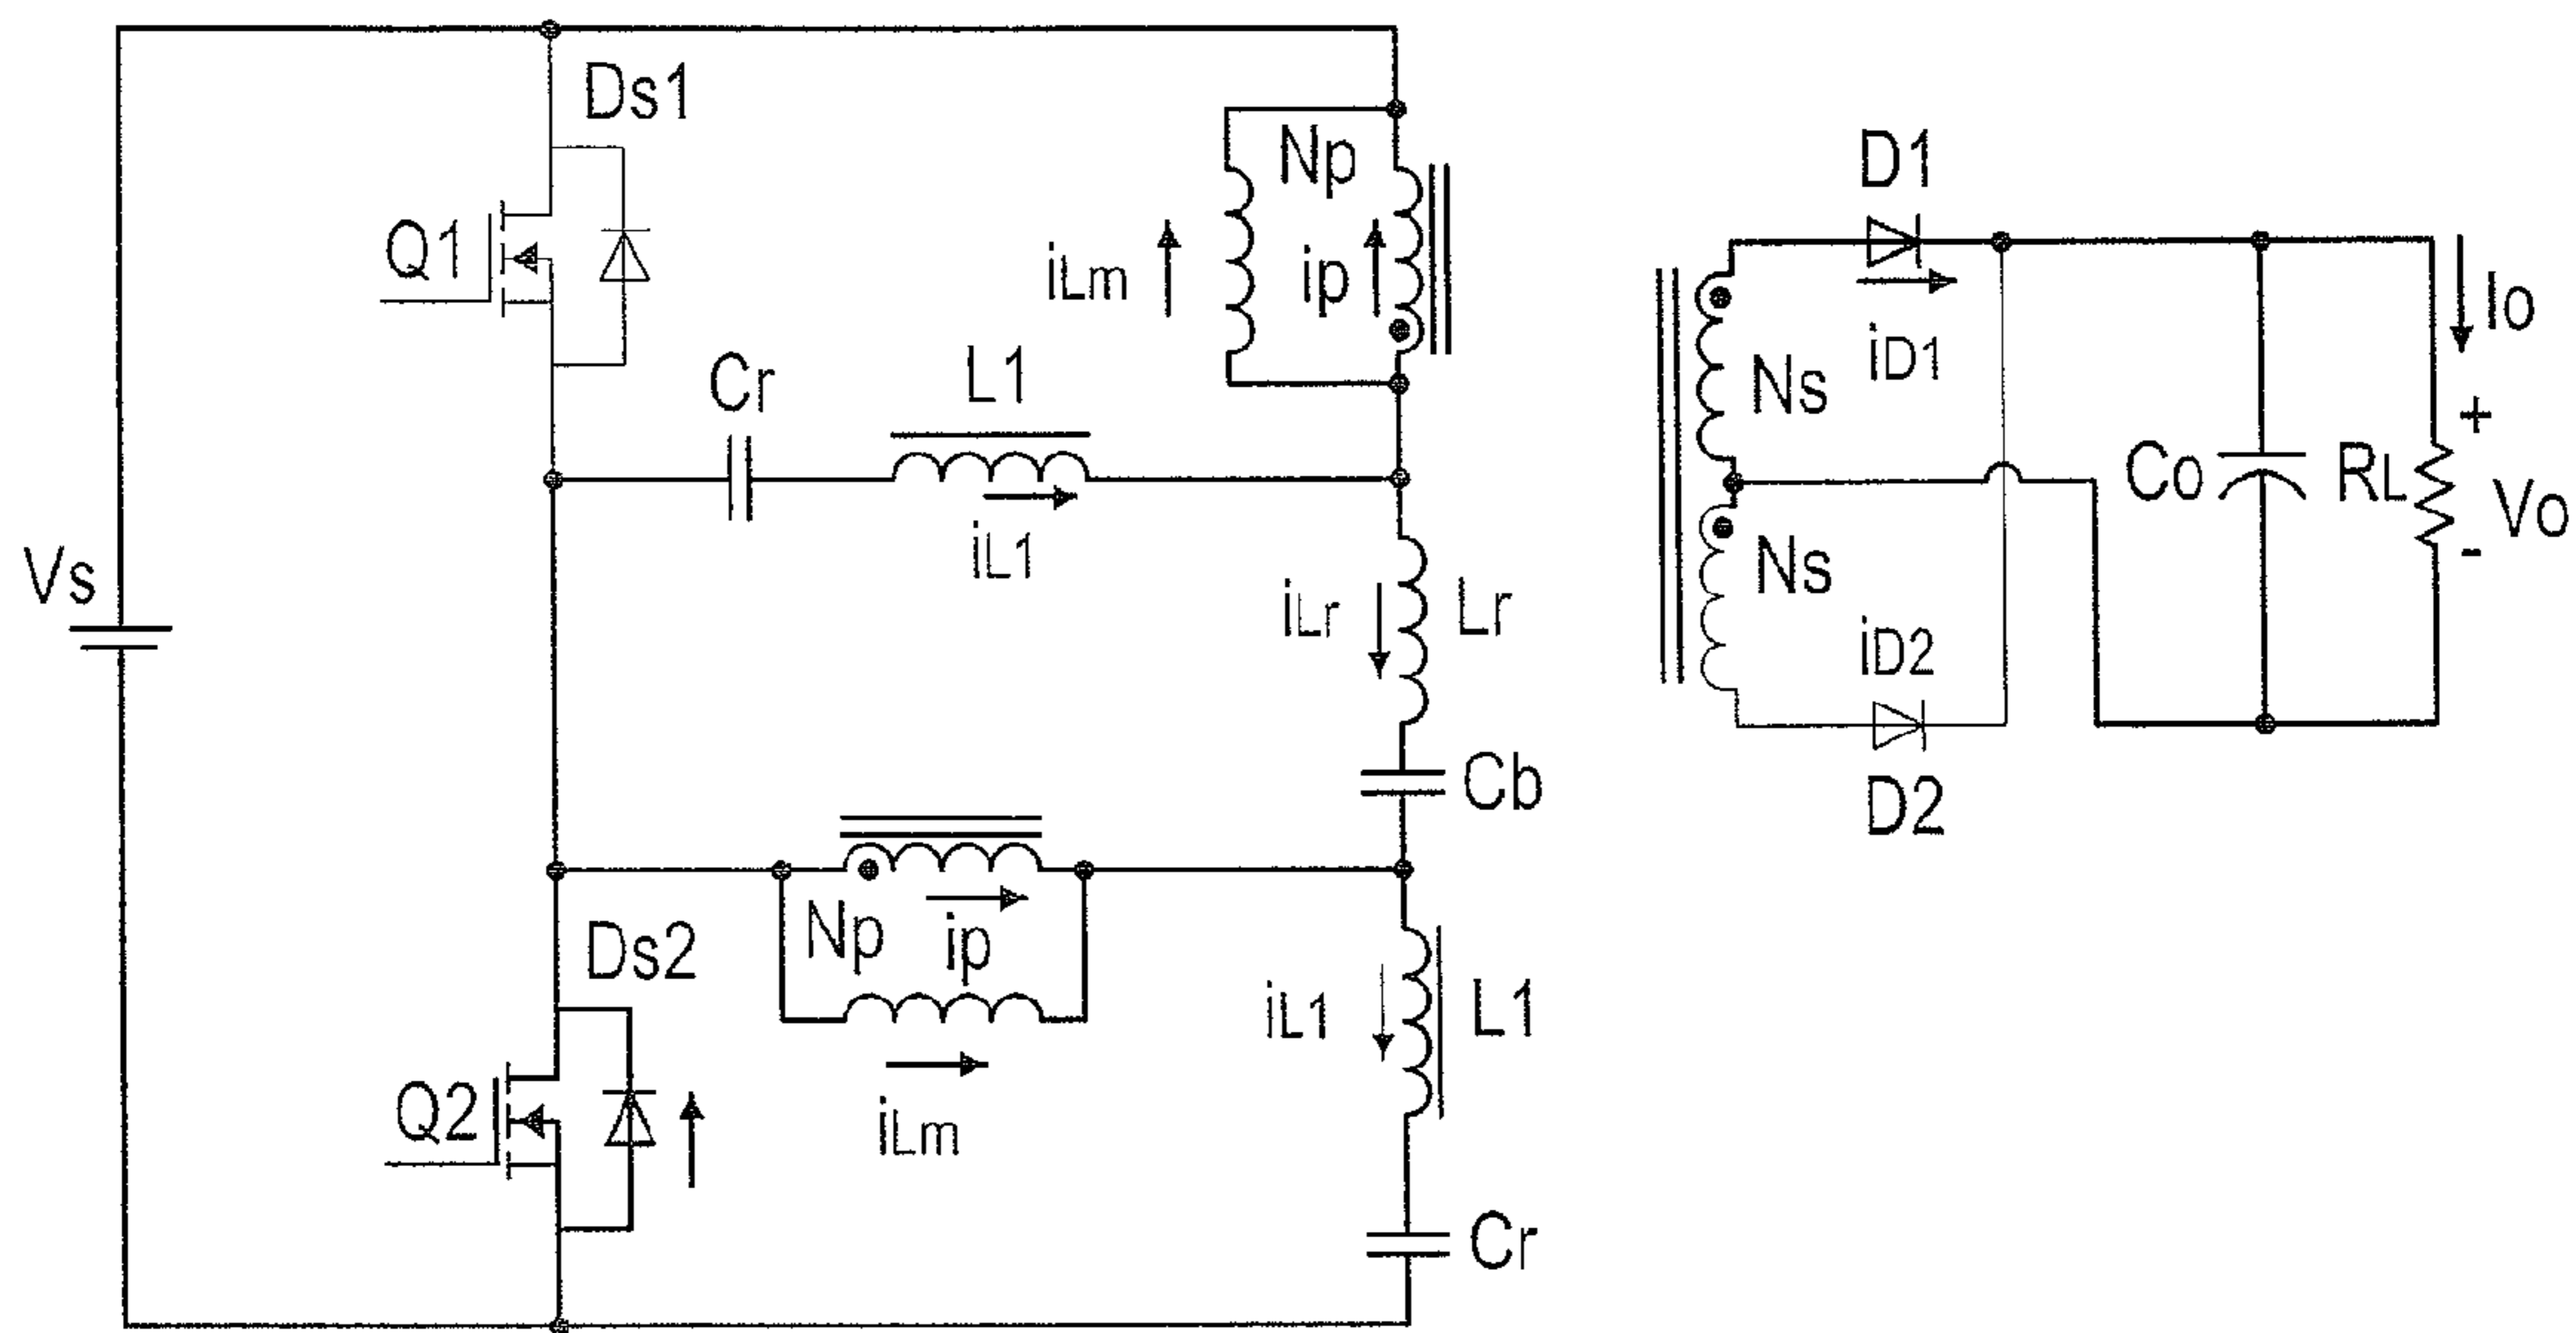 Ds1
Np
D1
Q1
iLm
ip
Io
Cr
L1
Ns
iD1
+
Co
RL
Vo
-
iL1
Vs
iLr
Lr
Ns
iD2
Cb
D2
Ds2
Np
ip
iL1
L1
Q2
iLm
Cr